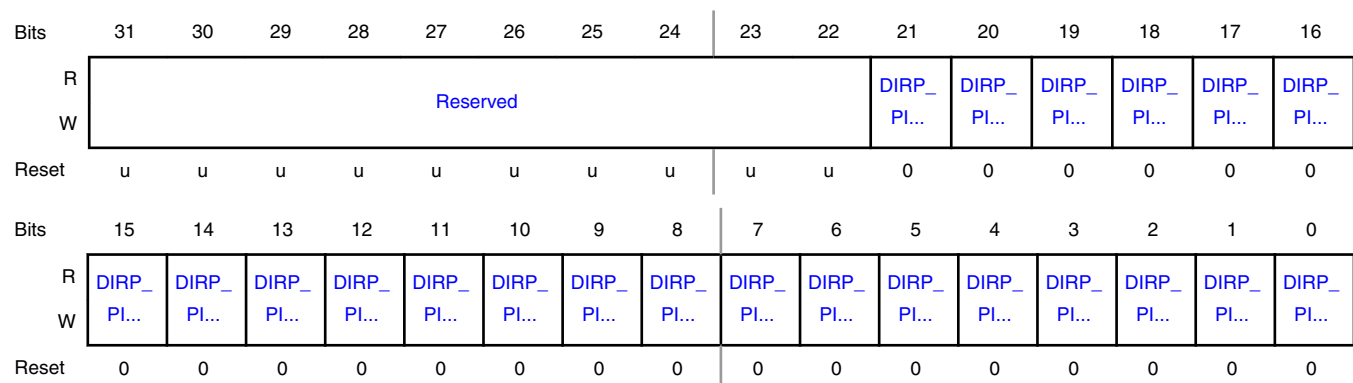 Bits 31 30 29 28 27 26 25 24 23 22 21 20 19 18 17 16
R Reserved DIRP_ DIRP_ DIRP_ DIRP_ DIRP_ DIRP_
W PI... PI... PI... PI... PI... PI...
Reset u u u u u u u u u u 0 0 0 0 0 0
Bits 15 14 13 12 11 10 9 8 7 6 5 4 3 2 1 0
R DIRP_ DIRP_ DIRP_ DIRP_ DIRP_ DIRP_ DIRP_ DIRP_ DIRP_ DIRP_ DIRP_ DIRP_ DIRP_ DIRP_ DIRP_ DIRP_
W PI... PI... PI... PI... PI... PI... PI... PI... PI... PI... PI... PI... PI... PI... PI... PI...
Reset 0 0 0 0 0 0 0 0 0 0 0 0 0 0 0 0